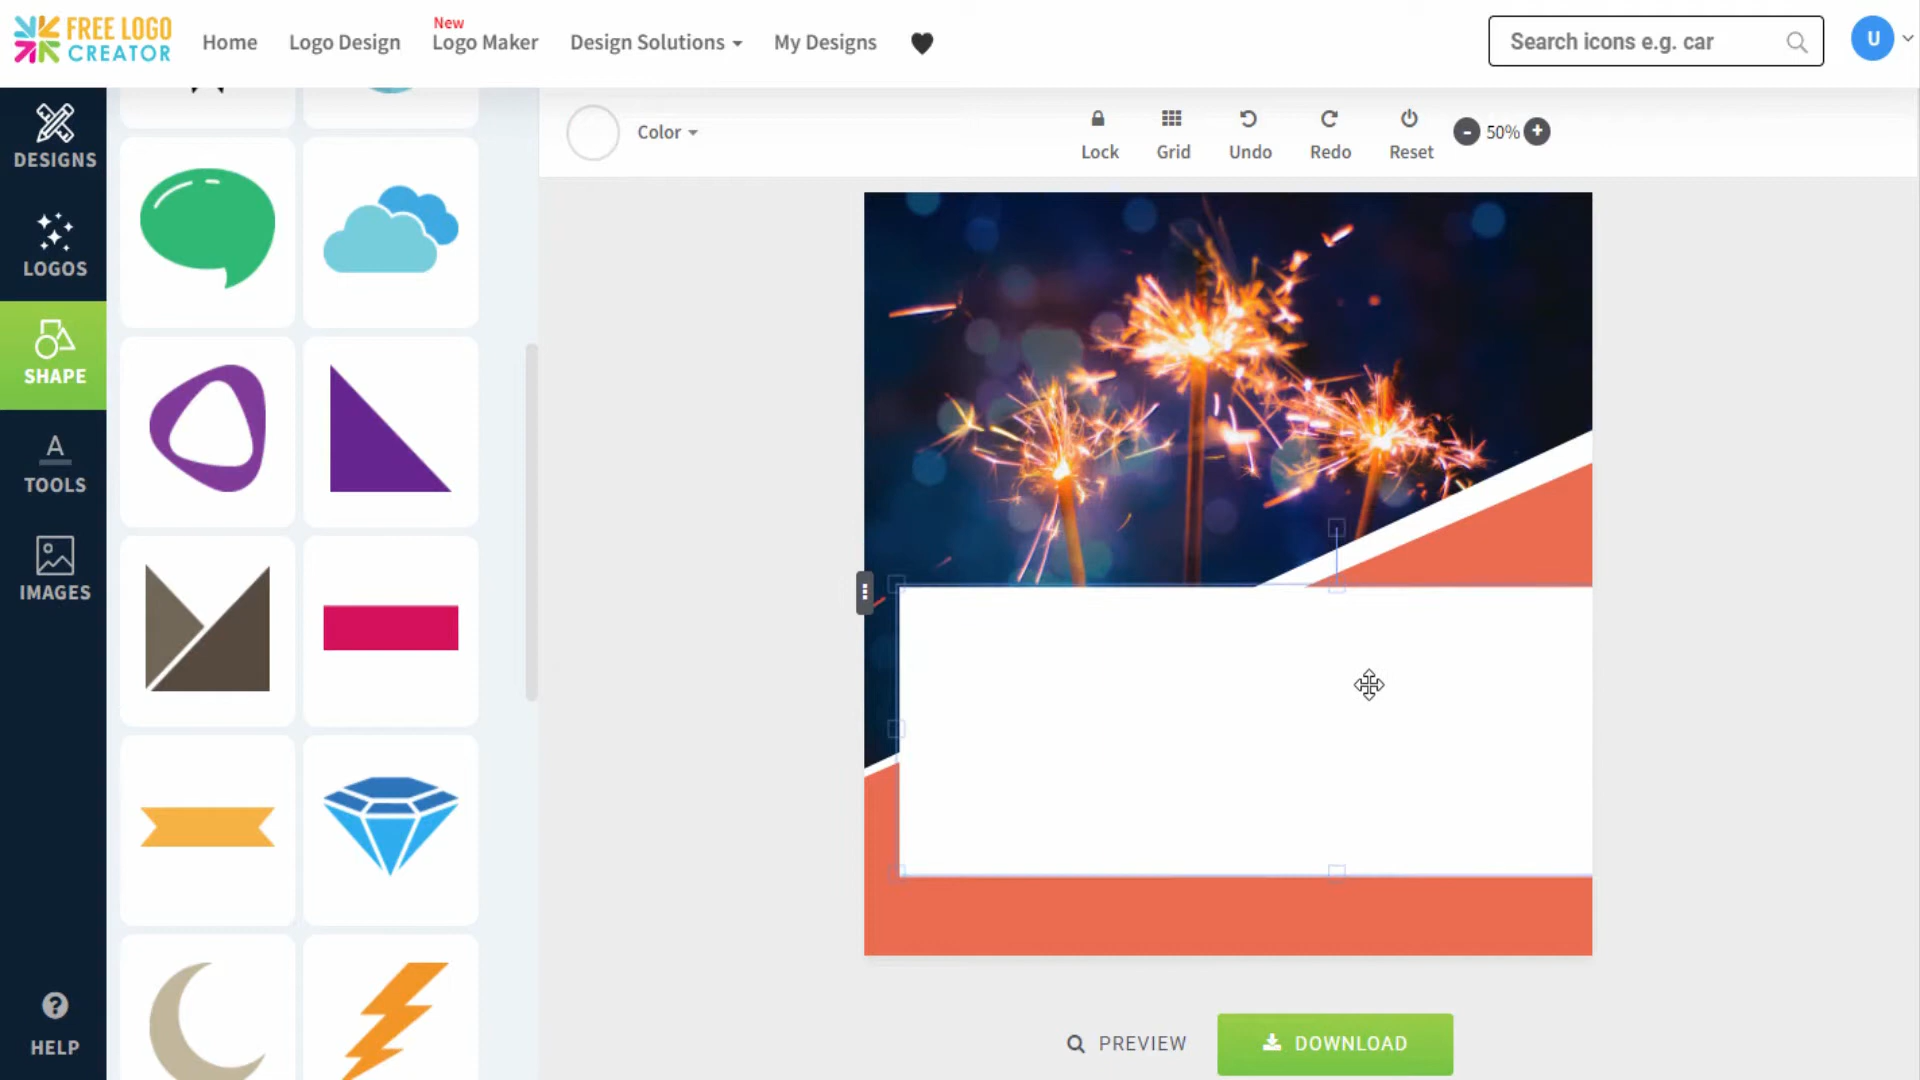 FREE LOGO
CREATOR
Home
Logo Design
New
Logo Maker
Design Solutions
My Designs
Search icons e.g. car
U
DESIGNS
LOGOS
SHAPE
A
TOOLS
IMAGES
?
HELP
Color
Lock
Grid
Undo
Redo
Reset
- 50% +
PREVIEW
DOWNLOAD